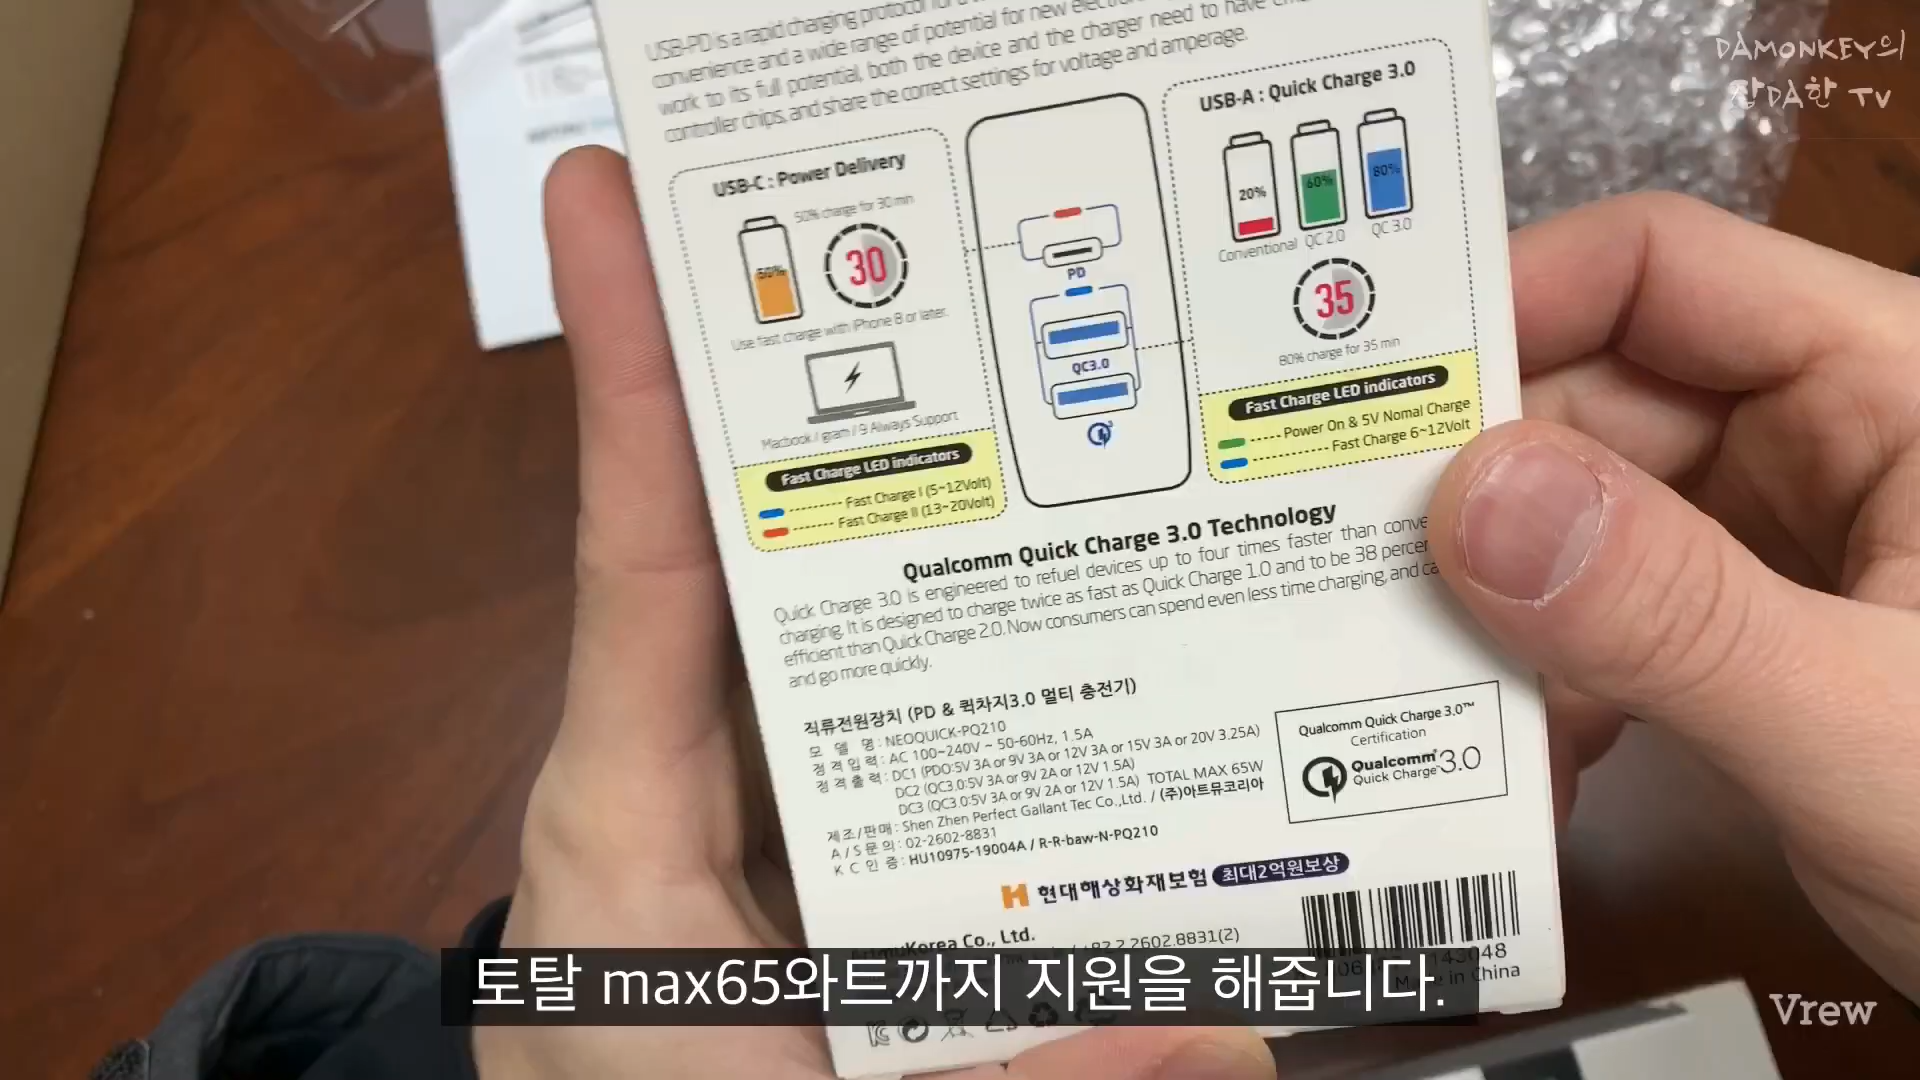 DAMONKEY의
잡DA한 TV
USB-PD is a rapid charging protocol for
convenience and a wide range of potential for new
work to its full potential, both the device and the charger need to have
controller chips, and share the correct settings for voltage and amperage.
USB-C : Power Delivery
50% charge for 30 min
50%
30
Use fast charge with iPhone 8 or later.
Macbook / gram / 9 Always Support
Fast Charge LED indicators
Fast Charge I (5~12Volt)
Fast Charge II (13~20Volt)
PD
QC3.0
USB-A : Quick Charge 3.0
20%
60%
80%
Conventional QC 2.0 QC 3.0
35
80% charge for 35 min
Fast Charge LED indicators
Power On & 5V Nomal Charge
Fast Charge 6~12Volt
Qualcomm Quick Charge 3.0 Technology
Quick Charge 3.0 is engineered to refuel devices up to four times faster than
charging. It is designed to charge twice as fast as Quick Charge 1.0 and to be 38
efficient than Quick Charge 2.0. Now consumers can spend even less time charging, and
and go more quickly.
직류전원장치 (PD & 퀵차지3.0 멀티 충전기)
모 델 명 : NEOQUICK-PQ210
정격입력 : AC 100~240V ~ 50-60Hz, 1.5A
정격출력 : DC1 (PDO:5V 3A or 9V 3A or 12V 3A or 15V 3A or 20V 3.25A)
DC2 (QC3.0:5V 3A or 9V 2A or 12V 1.5A)
DC3 (QC3.0:5V 3A or 9V 2A or 12V 1.5A) TOTAL MAX 65W
제조/판매 : Shen Zhen Perfect Gallant Tec Co.,Ltd. / (주)아트뮤코리아
A/S문의 : 02-2602-8831
KC인증 : HU10975-19004A / R-R-baw-N-PQ210
Qualcomm Quick Charge 3.0™
Certification
Qualcomm®
Quick Charge™ 3.0
현대해상화재보험 최대2억원보상
Korea Co., Ltd.
2.2602.8831(2)
143048
Made in China
토탈 max65와트까지 지원을 해줍니다.
Vrew